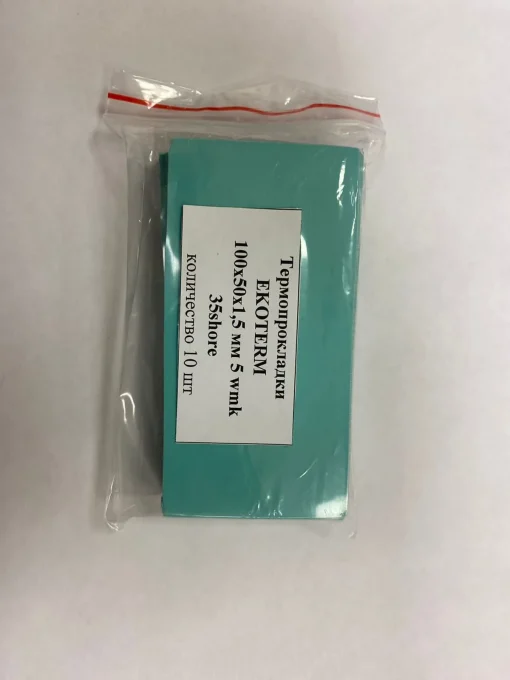 Термопрокладки
EKOTERM
100x50x1,5 мм 5 wmk
35shore
количество 10 шт